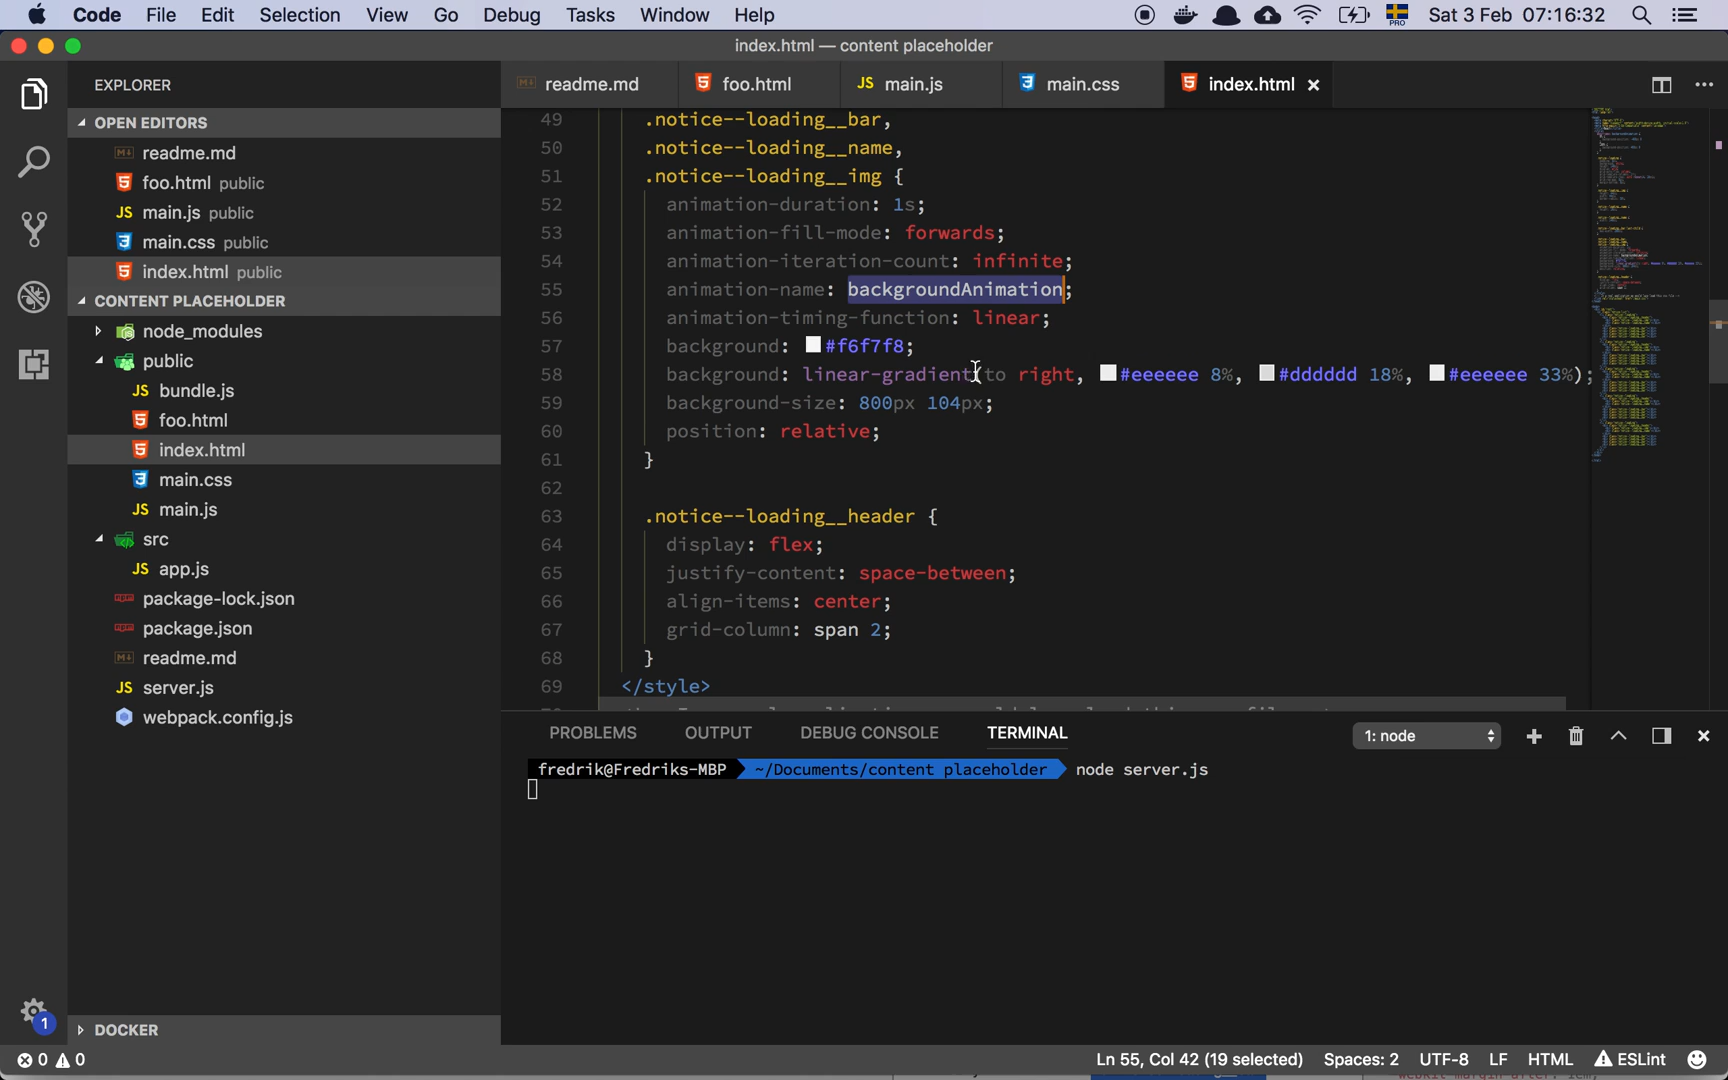 Code File Edit Selection View Go Debug Tasks Window Help PRO Sat 3 Feb 07:16:32
index.html — content placeholder
EXPLORER
readme.md foo.html JS main.js main.css index.html
OPEN EDITORS
readme.md
foo.html public
JS main.js public
main.css public
index.html public
CONTENT PLACEHOLDER
node_modules
public
JS bundle.js
foo.html
index.html
main.css
JS main.js
src
JS app.js
package-lock.json
package.json
readme.md
JS server.js
webpack.config.js
1
DOCKER
49 .notice--loading__bar,
50 .notice--loading__name,
51 .notice--loading__img {
52 animation-duration: 1s;
53 animation-fill-mode: forwards;
54 animation-iteration-count: infinite;
55 animation-name: backgroundAnimation;
56 animation-timing-function: linear;
57 background: #f6f7f8;
58 background: linear-gradient(to right, #eeeeee 8%, #dddddd 18%, #eeeeee 33%);
59 background-size: 800px 104px;
60 position: relative;
61 }
62
63 .notice--loading__header {
64 display: flex;
65 justify-content: space-between;
66 align-items: center;
67 grid-column: span 2;
68 }
69 </style>
PROBLEMS OUTPUT DEBUG CONSOLE TERMINAL 1: node
fredrik@Fredriks-MBP ~/Documents/content placeholder node server.js
0 0 Ln 55, Col 42 (19 selected) Spaces: 2 UTF-8 LF HTML ESLint